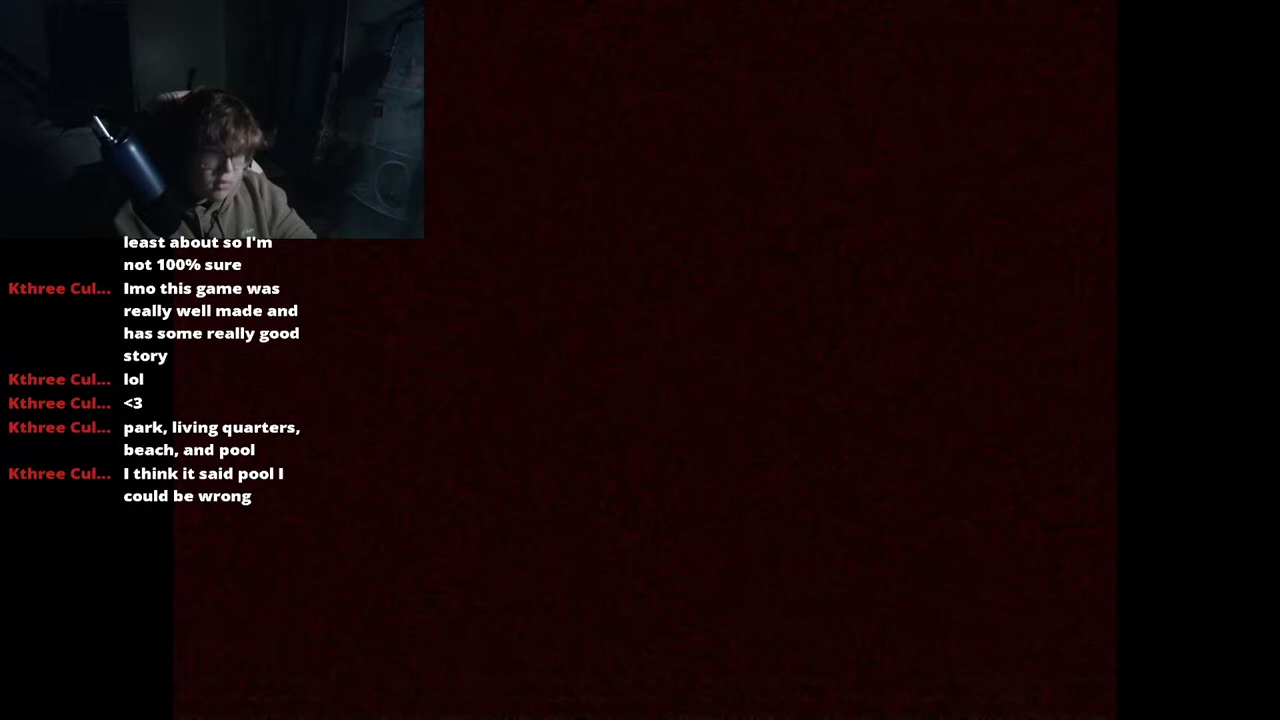 least about so I'm
not 100% sure
Kthree Cul... Imo this game was
really well made and
has some really good
story
Kthree Cul... lol
Kthree Cul... <3
Kthree Cul... park, living quarters,
beach, and pool
Kthree Cul... I think it said pool I
could be wrong